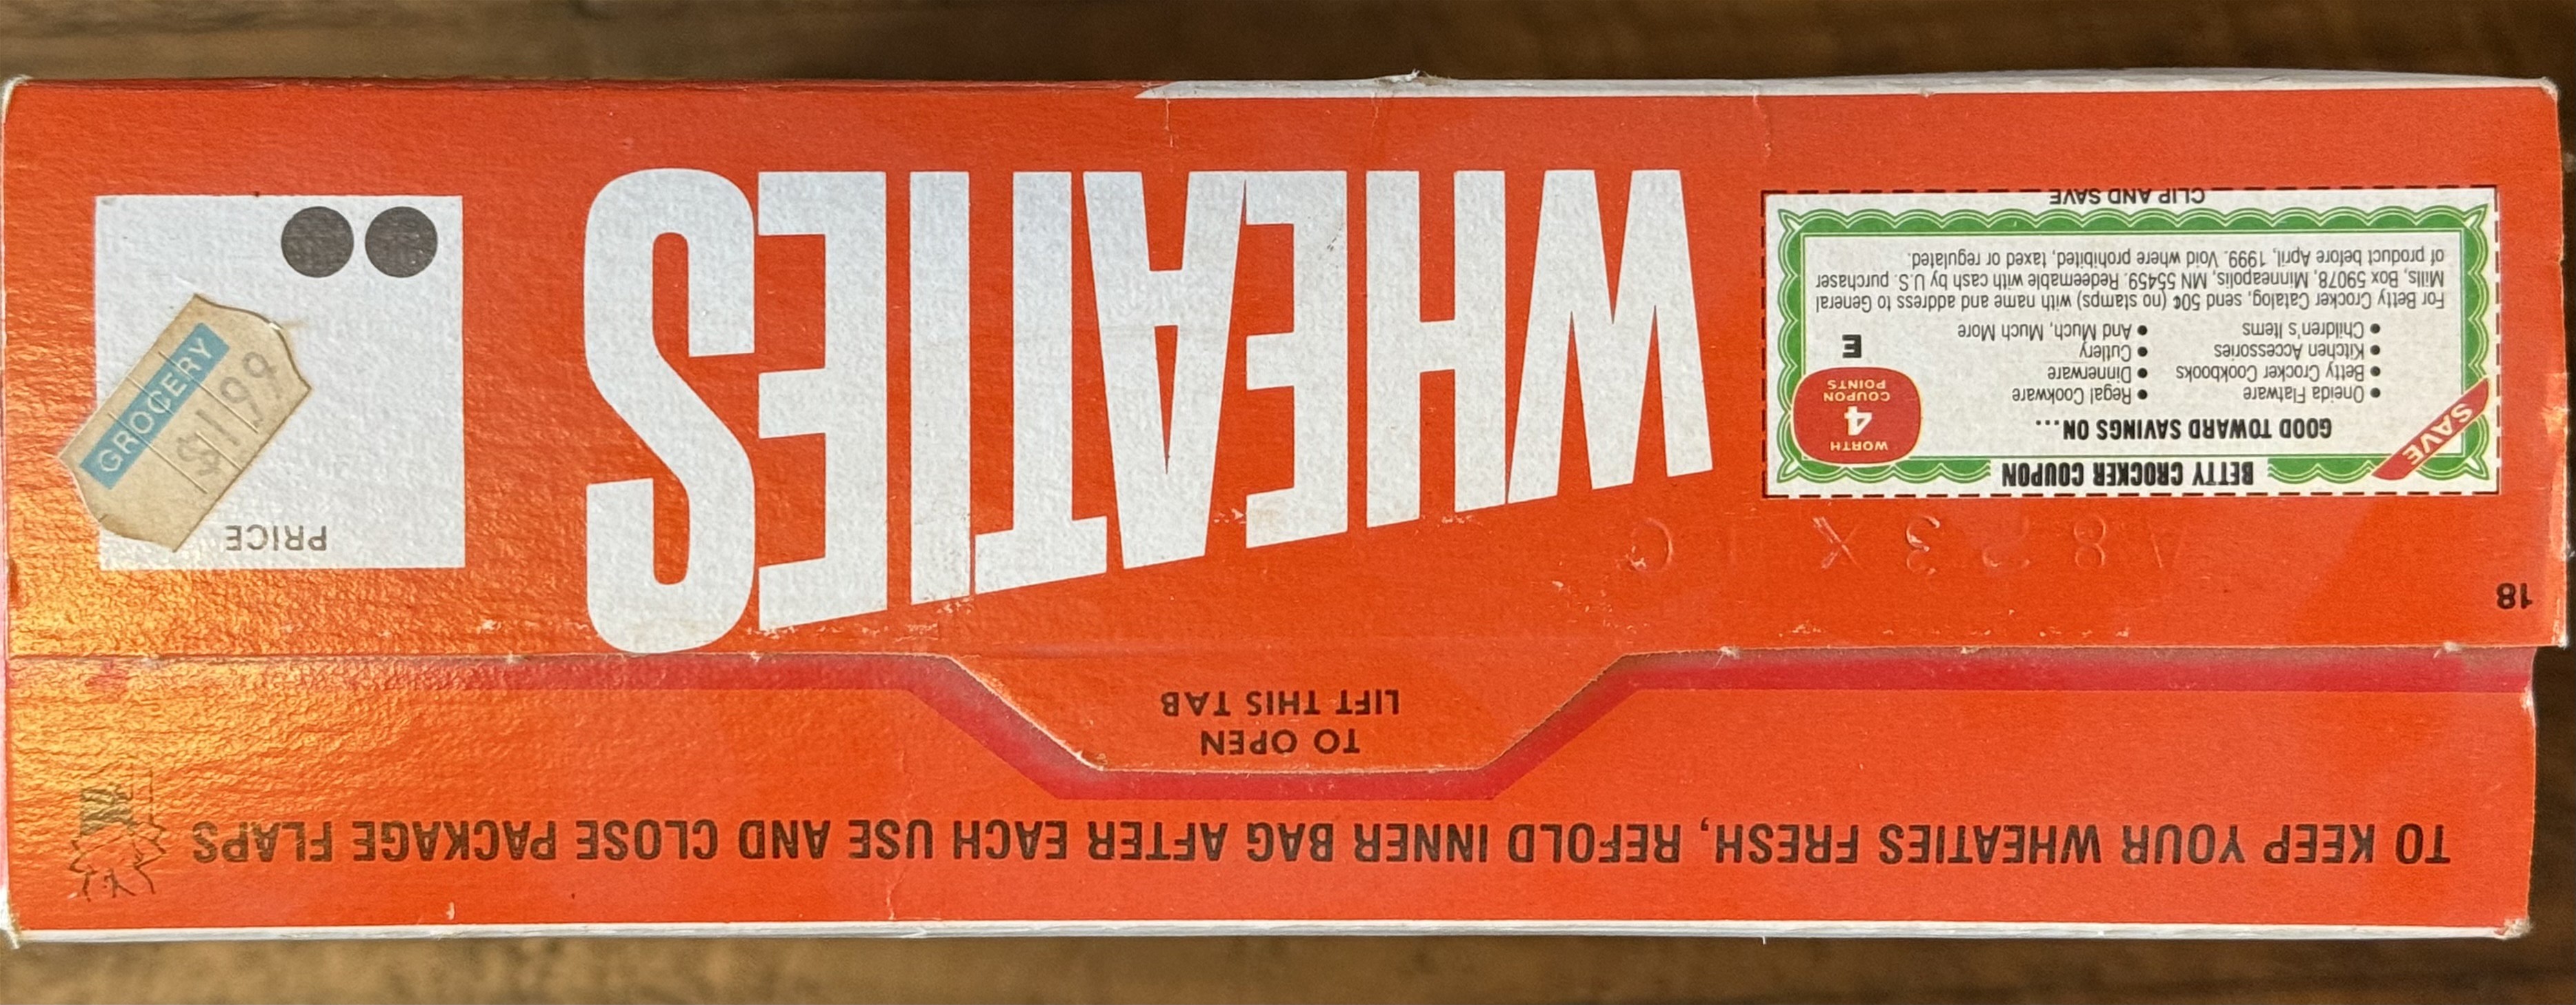 BETTY CROCKER COUPON
SAVE
GOOD TOWARD SAVINGS ON...
• Oneida Flatware
• Betty Crocker Cookbooks
• Kitchen Accessories
• Children's Items
• Regal Cookware
• Dinnerware
• Cutlery
• And Much, Much More
WORTH
4
COUPON
POINTS
E
For Betty Crocker Catalog, send 50¢ (no stamps) with name and address to General
Mills, Box 59078, Minneapolis, MN 55459. Redeemable with cash by U.S. purchaser
of product before April, 1999. Void where prohibited, taxed or regulated.
CLIP AND SAVE
18
WHEATIES
PRICE
GROCERY
$1.99
TO OPEN
LIFT THIS TAB
TO KEEP YOUR WHEATIES FRESH, REFOLD INNER BAG AFTER EACH USE AND CLOSE PACKAGE FLAPS